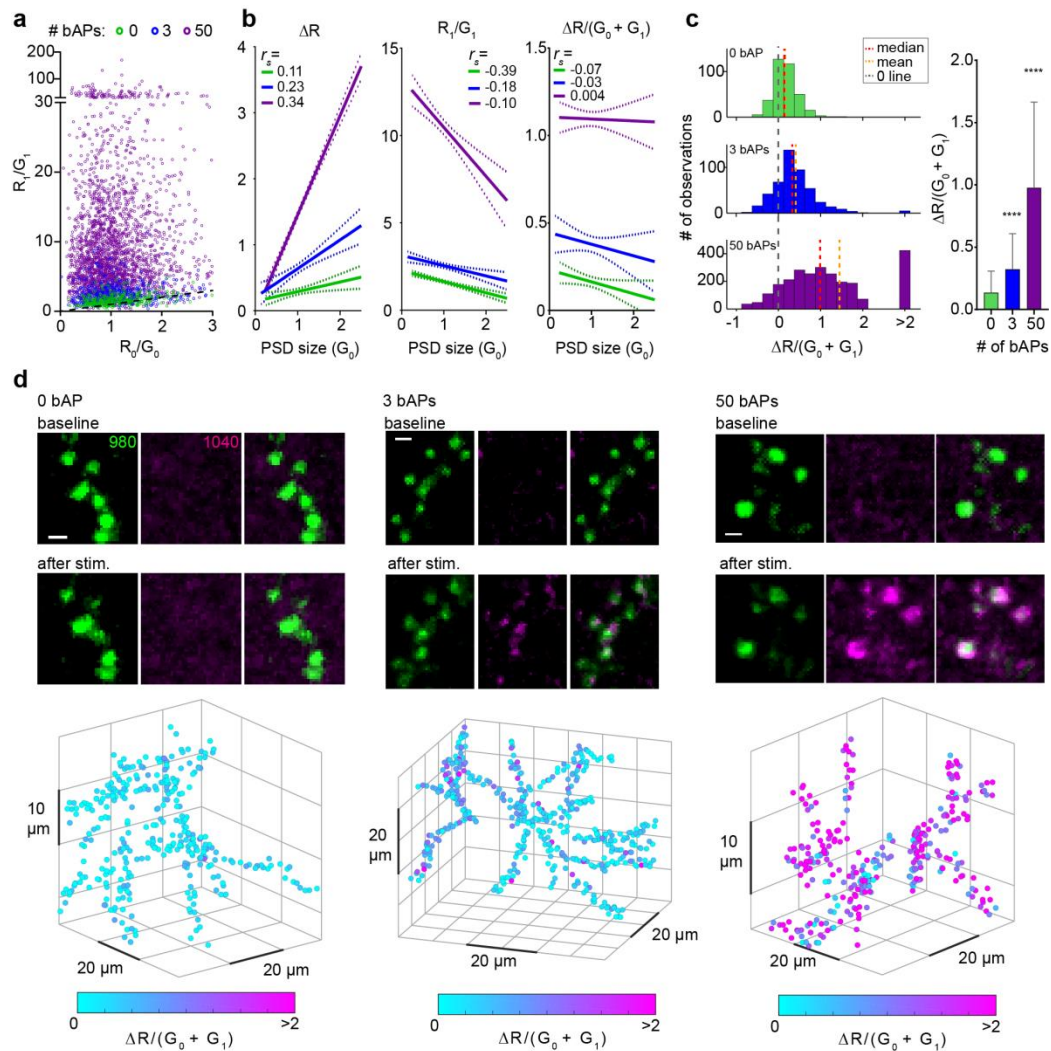 a
# bAPs: 0 3 50
200
100
30
20
10
0
R₁/G₁
0 1 2 3
R₀/G₀
b
ΔR
rₛ=
0.11
0.23
0.34
4
3
2
1
0
0 1 2
PSD size (G₀)
R₁/G₁
rₛ=
-0.39
-0.18
-0.10
15
10
5
0
0 1 2
PSD size (G₀)
ΔR/(G₀ + G₁)
rₛ=
-0.07
-0.03
0.004
1.5
1.0
0.5
0.0
0 1 2
PSD size (G₀)
c
0 bAP
100
0
median
mean
0 line
3 bAPs
100
0
50 bAPs
400
200
0
# of observations
-1 0 1 2 >2
ΔR/(G₀ + G₁)
2.0
1.5
1.0
0.5
0.0
ΔR/(G₀ + G₁)
****
****
0 3 50
# of bAPs
d
0 bAP
baseline
980
1040
after stim.
3 bAPs
baseline
after stim.
50 bAPs
baseline
after stim.
10
µm
20 µm
20 µm
0 >2
ΔR/(G₀ + G₁)
20
µm
20 µm
20 µm
0 >2
ΔR/(G₀ + G₁)
10
µm
20 µm
20 µm
0 >2
ΔR/(G₀ + G₁)